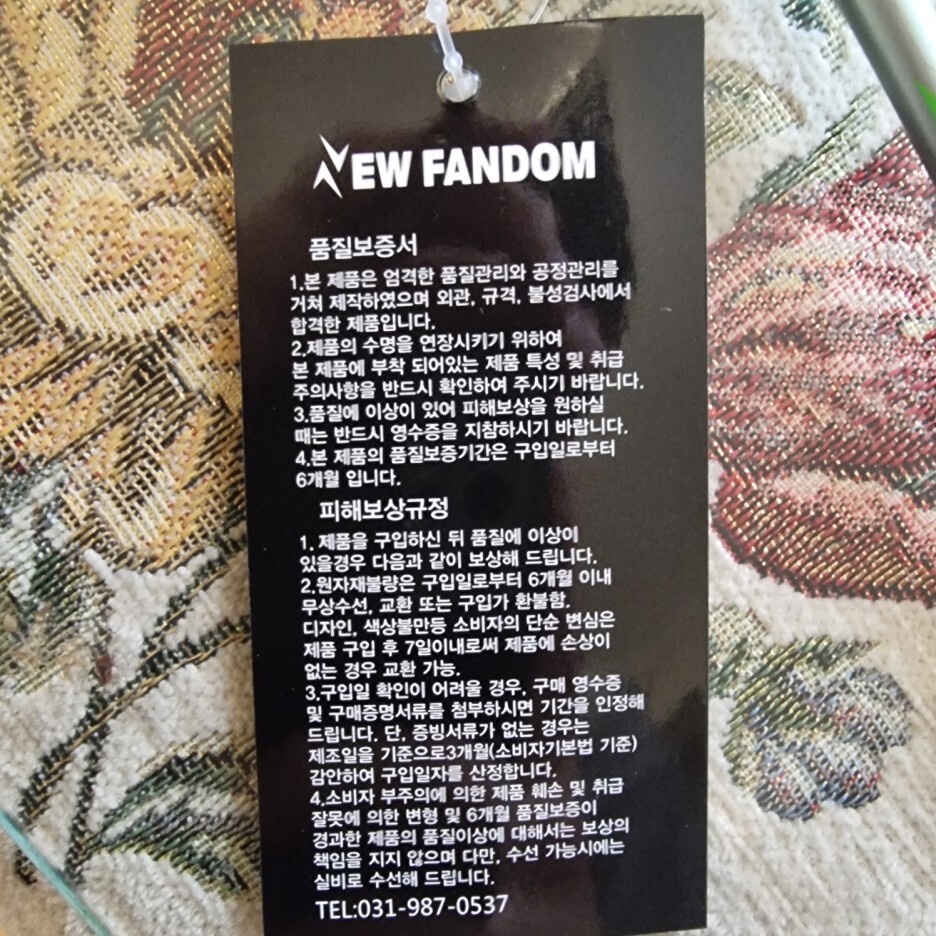 NEW FANDOM
품질보증서
1.본 제품은 엄격한 품질관리와 공정관리를
거쳐 제작하였으며 외관, 규격, 불성검사에서
합격한 제품입니다.
2.제품의 수명을 연장시키기 위하여
본 제품에 부착 되어있는 제품 특성 및 취급
주의사항을 반드시 확인하여 주시기 바랍니다.
3.품질에 이상이 있어 피해보상을 원하실
때는 반드시 영수증을 지참하시기 바랍니다.
4.본 제품의 품질보증기간은 구입일로부터
6개월 입니다.
피해보상규정
1. 제품을 구입하신 뒤 품질에 이상이
있을경우 다음과 같이 보상해 드립니다.
2.원자재불량은 구입일로부터 6개월 이내
무상수선, 교환 또는 구입가 환불함.
디자인, 색상불만등 소비자의 단순 변심은
제품 구입 후 7일이내로써 제품에 손상이
없는 경우 교환 가능.
3.구입일 확인이 어려울 경우, 구매 영수증
및 구매증명서류를 첨부하시면 기간을 인정해
드립니다. 단, 증빙서류가 없는 경우는
제조일을 기준으로3개월(소비자기본법 기준)
감안하여 구입일자를 산정합니다.
4.소비자 부주의에 의한 제품 훼손 및 취급
잘못에 의한 변형 및 6개월 품질보증이
경과한 제품의 품질이상에 대해서는 보상의
책임을 지지 않으며 다만, 수선 가능시에는
실비로 수선해 드립니다.
TEL:031-987-0537